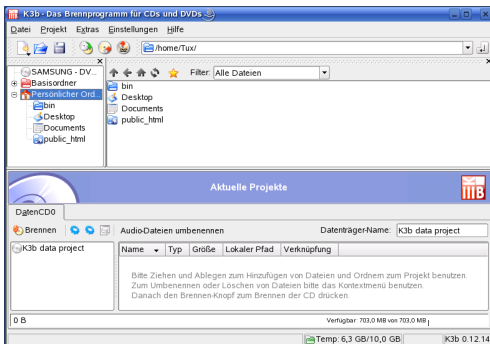 K3b - Das Brennprogramm für CDs und DVDs
Datei Projekt Extras Einstellungen Hilfe
/home/Tux/
SAMSUNG - DV...
Basisordner
Persönlicher Ord...
bin
Desktop
Documents
public_html
Filter: Alle Dateien
bin
Desktop
Documents
public_html
Aktuelle Projekte
DatenCD0
Brennen Audio-Dateien umbenennen Datenträger-Name: K3b data project
K3b data project
Name Typ Größe Lokaler Pfad Verknüpfung
Bitte Ziehen und Ablegen zum Hinzufügen von Dateien und Ordnern zum Projekt benutzen.
Zum Umbenennen oder Löschen von Dateien bitte das Kontextmenü benutzen.
Danach den Brennen-Knopf zum Brennen der CD drücken.
0 B Verfügbar: 703,0 MB von 703,0 MB
Temp: 6,3 GB/10,0 GB K3b 0.12.14